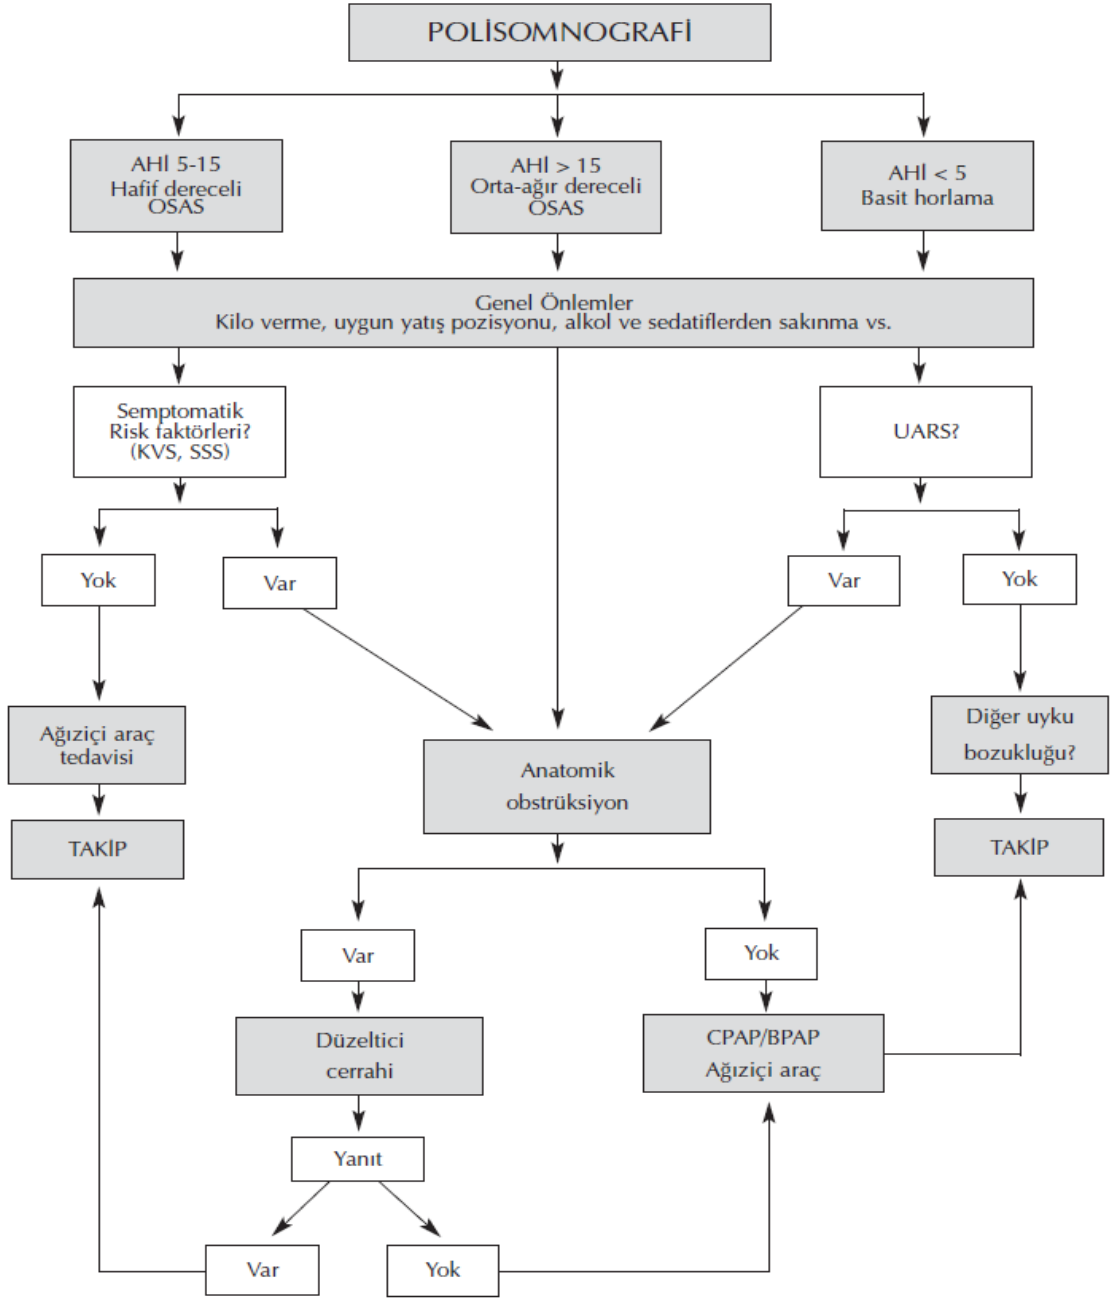 POLİSOMNOGRAFİ
AHİ 5-15
Hafif dereceli
OSAS
AHİ > 15
Orta-ağır dereceli
OSAS
AHİ < 5
Basit horlama
Genel Önlemler
Kilo verme, uygun yatış pozisyonu, alkol ve sedatiflerden sakınma vs.
Semptomatik
Risk faktörleri?
(KVS, SSS)
UARS?
Yok
Var
Var
Yok
Ağıziçi araç
tedavisi
Anatomik
obstrüksiyon
Diğer uyku
bozukluğu?
TAKİP
TAKİP
Var
Yok
Düzeltici
cerrahi
CPAP/BPAP
Ağıziçi araç
Yanıt
Var
Yok